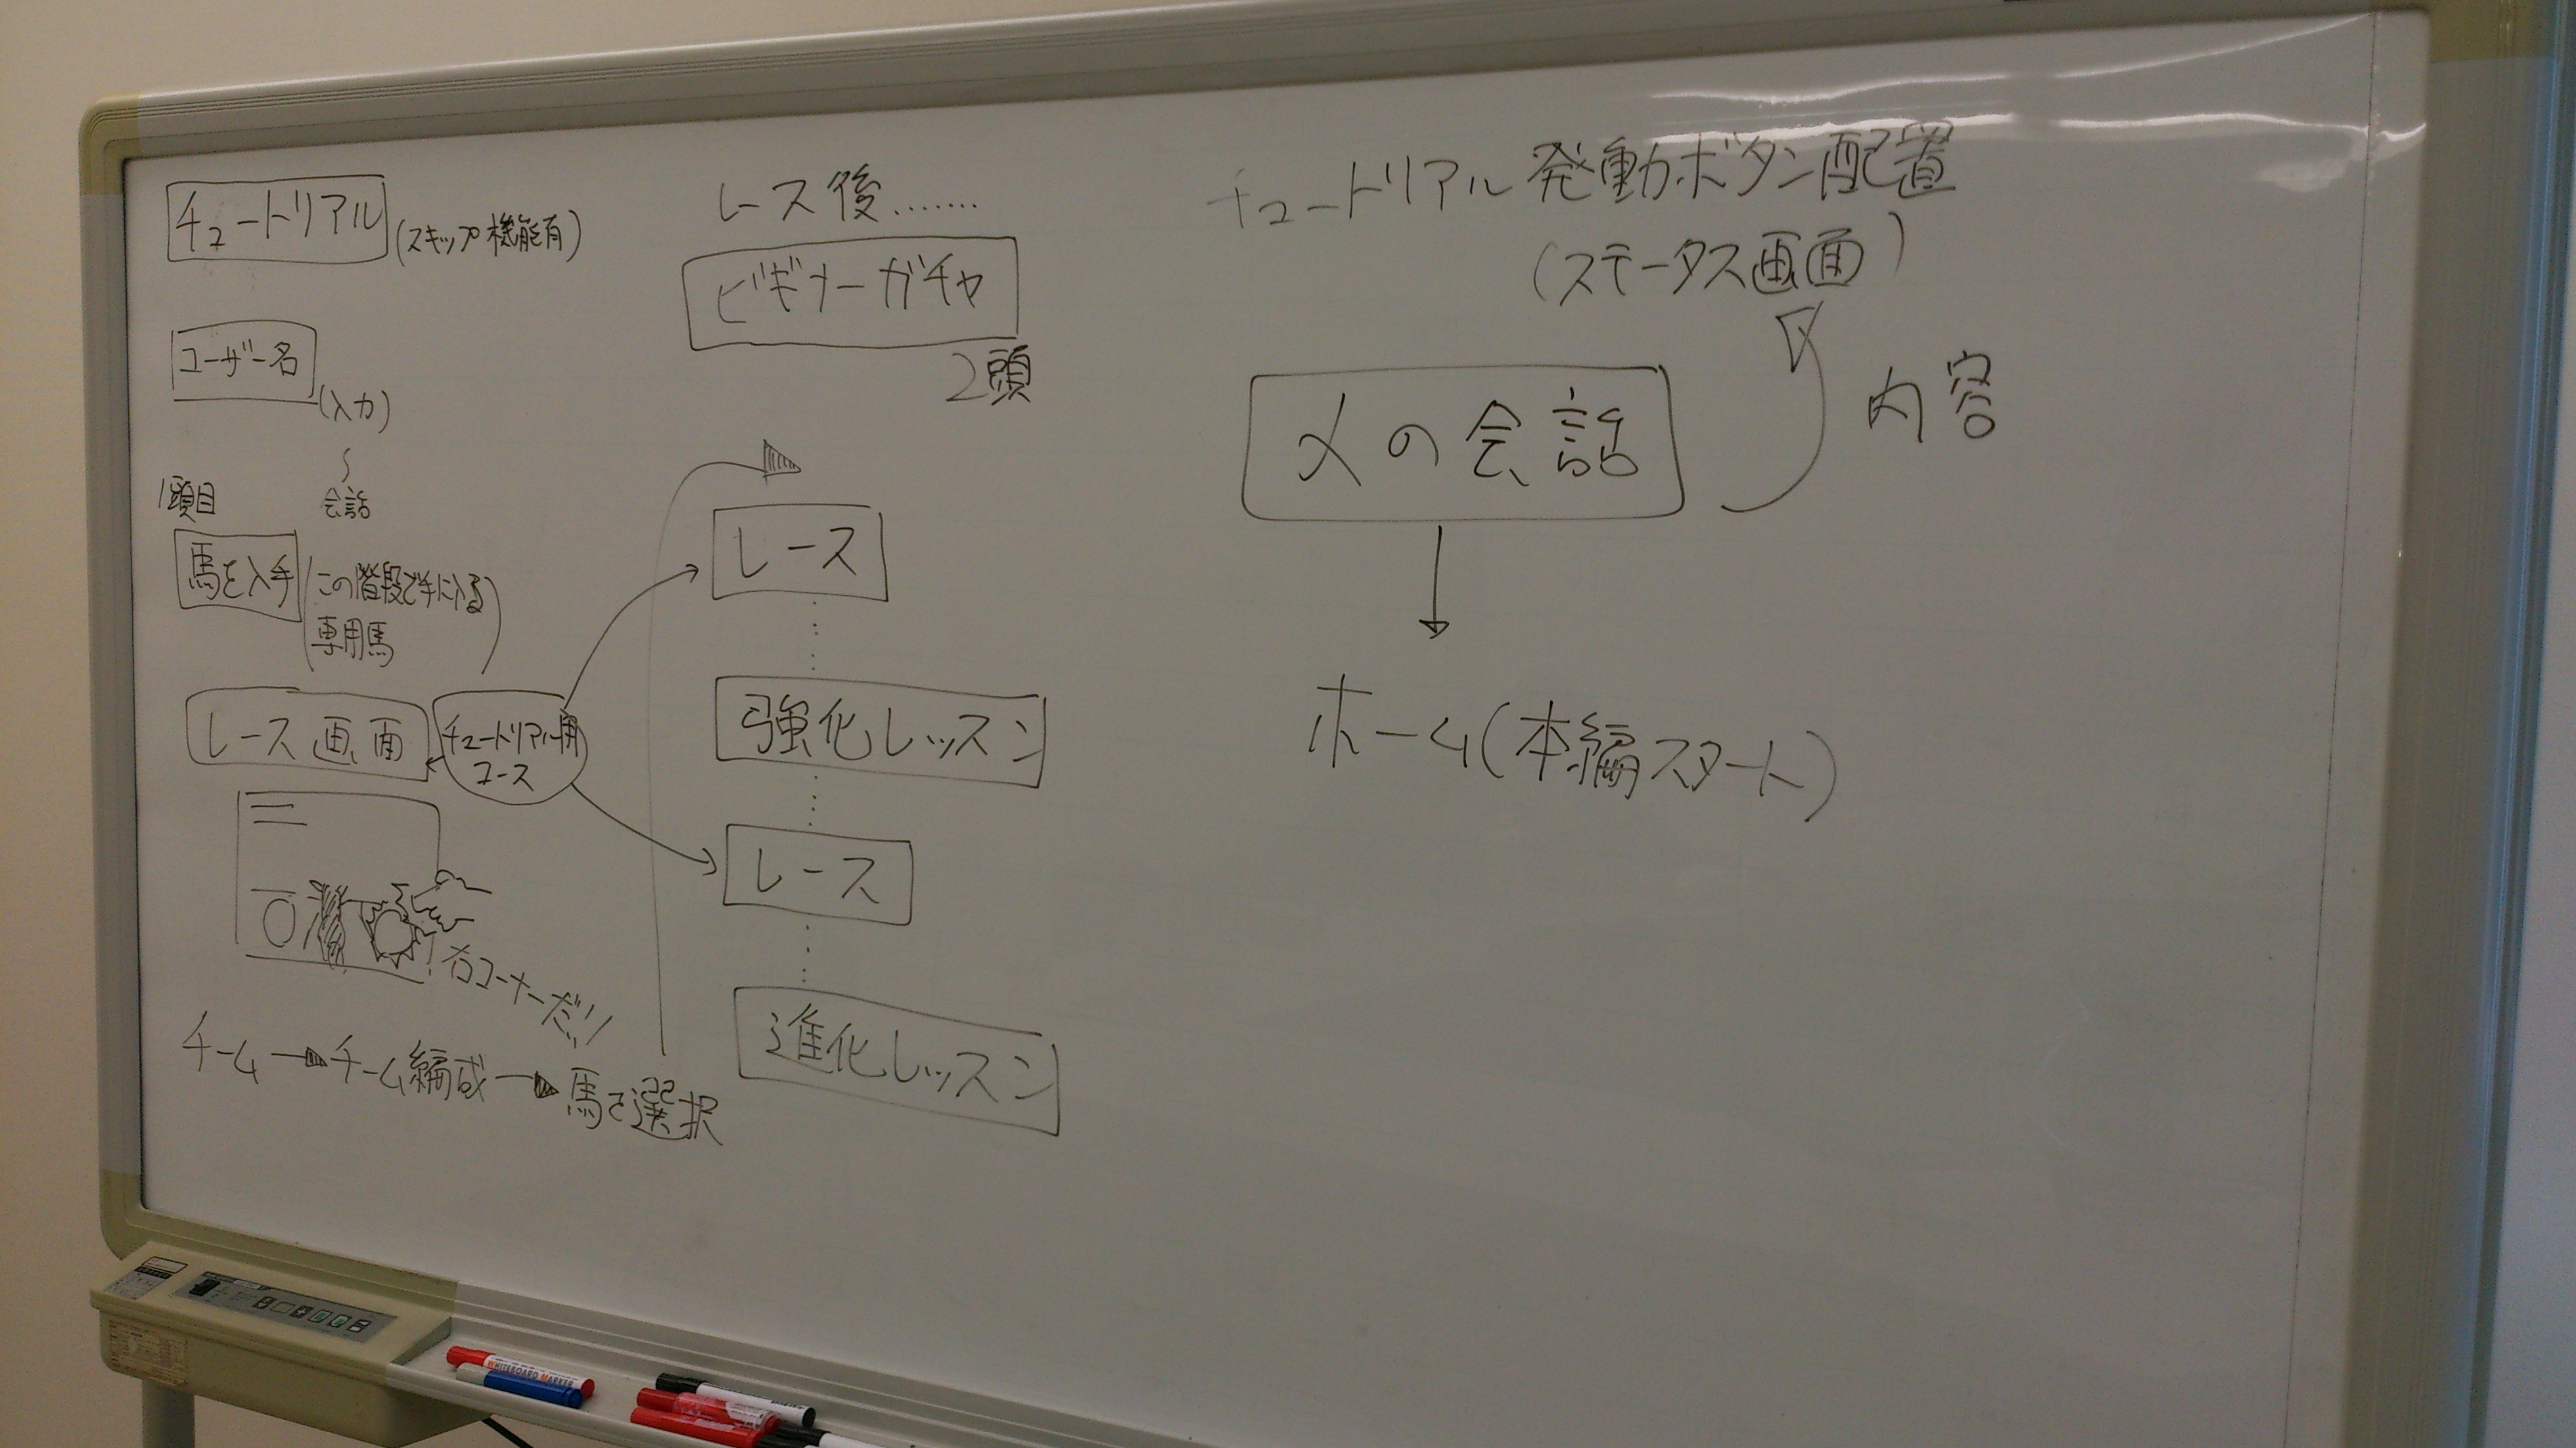 チュートリアル
(スキップ機能有)
ユーザー名
(入力)
会話
1頭目
馬を入手
(この階段で手に入る
専用馬)
レース画面
チュートリアル用
コース
右コーナーだ!!
チーム→チーム編成→馬を選択
レース後.......
ビギナーガチャ
2頭
レース
強化レッスン
レース
進化レッスン
チュートリアル発動ボタン配置
(ステータス画面)
父の会話
内容
ホーム(本編スタート)
WHITEBOARD MARKER